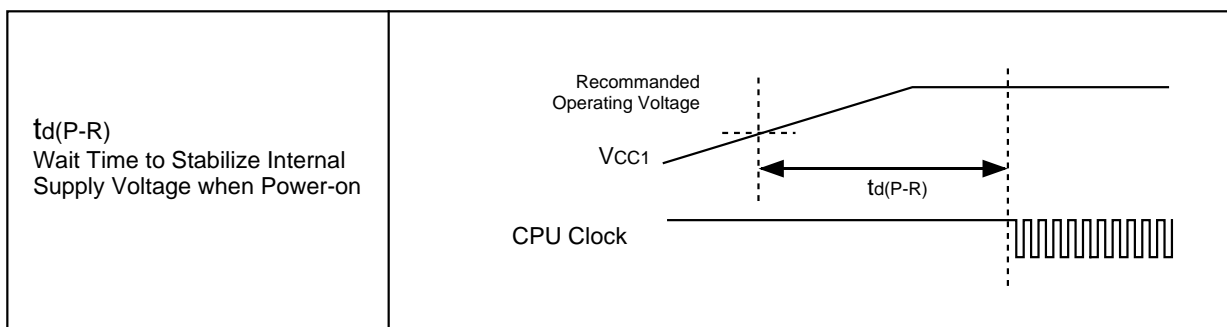 td(P-R)
Wait Time to Stabilize Internal
Supply Voltage when Power-on
Recommanded
Operating Voltage
VCC1
td(P-R)
CPU Clock